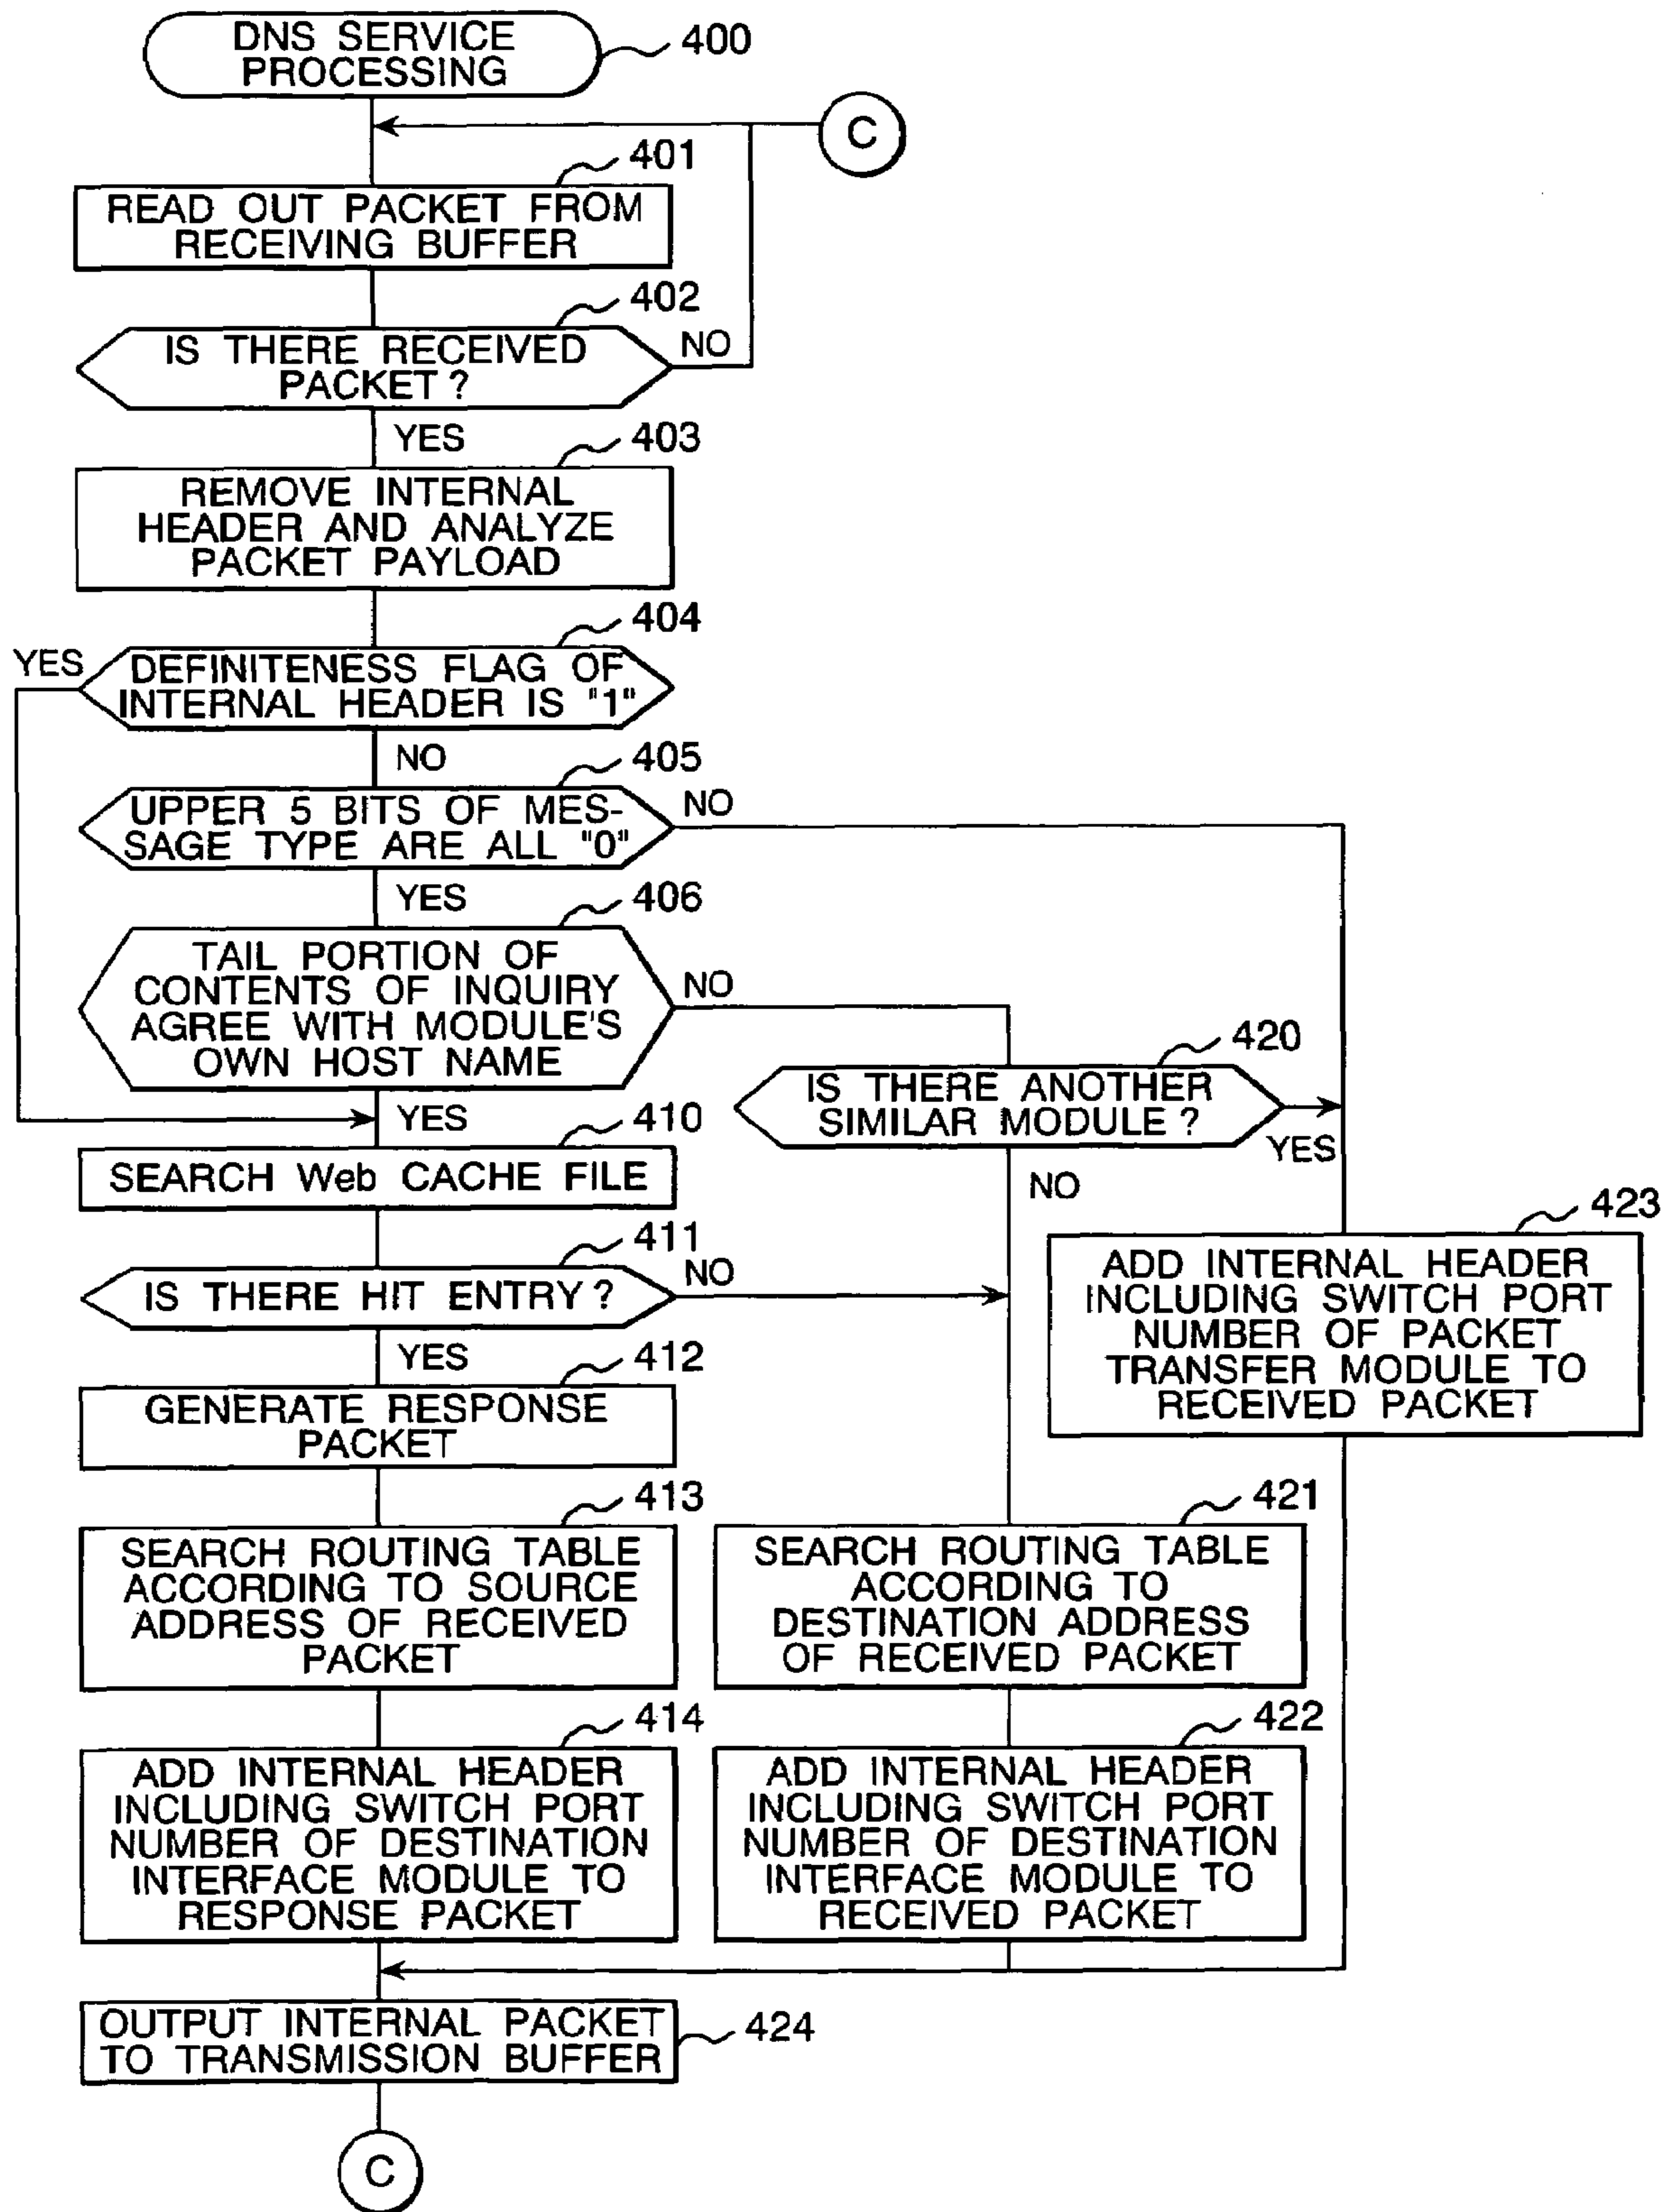 DNS SERVICE
PROCESSING
400
C
401
READ OUT PACKET FROM
RECEIVING BUFFER
402
IS THERE RECEIVED
PACKET ?
NO
YES
403
REMOVE INTERNAL
HEADER AND ANALYZE
PACKET PAYLOAD
404
YES
DEFINITENESS FLAG OF
INTERNAL HEADER IS "1"
NO
405
UPPER 5 BITS OF MES-
SAGE TYPE ARE ALL "0"
NO
YES
406
TAIL PORTION OF
CONTENTS OF INQUIRY
AGREE WITH MODULE'S
OWN HOST NAME
NO
420
IS THERE ANOTHER
SIMILAR MODULE ?
YES
NO
YES
410
SEARCH Web CACHE FILE
411
IS THERE HIT ENTRY ?
NO
YES
423
ADD INTERNAL HEADER
INCLUDING SWITCH PORT
NUMBER OF PACKET
TRANSFER MODULE TO
RECEIVED PACKET
412
GENERATE RESPONSE
PACKET
413
SEARCH ROUTING TABLE
ACCORDING TO SOURCE
ADDRESS OF RECEIVED
PACKET
421
SEARCH ROUTING TABLE
ACCORDING TO
DESTINATION ADDRESS
OF RECEIVED PACKET
414
ADD INTERNAL HEADER
INCLUDING SWITCH PORT
NUMBER OF DESTINATION
INTERFACE MODULE TO
RESPONSE PACKET
422
ADD INTERNAL HEADER
INCLUDING SWITCH PORT
NUMBER OF DESTINATION
INTERFACE MODULE TO
RECEIVED PACKET
OUTPUT INTERNAL PACKET
TO TRANSMISSION BUFFER
424
C